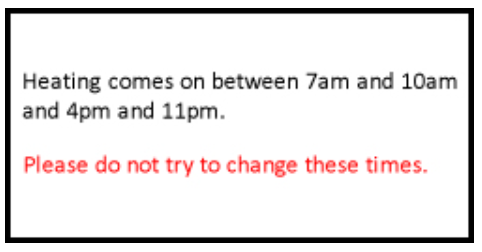 Heating comes on between 7am and 10am
and 4pm and 11pm.
Please do not try to change these times.